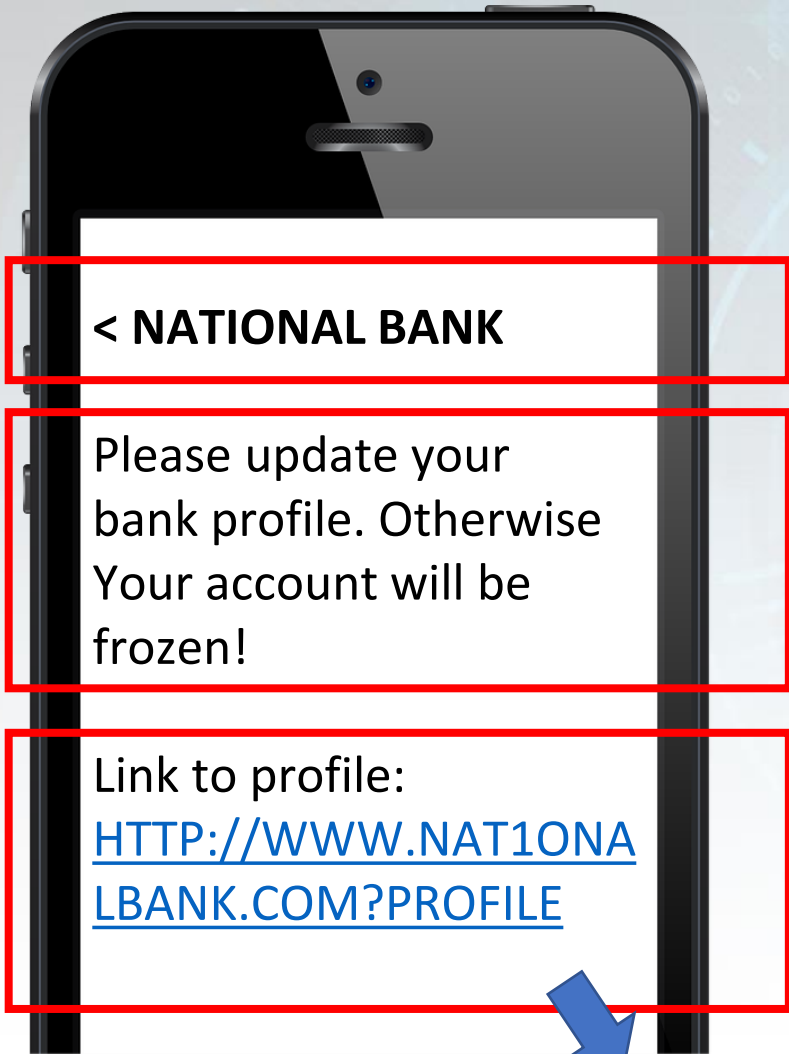 < NATIONAL BANK
Please update your
bank profile. Otherwise
Your account will be
frozen!
Link to profile:
HTTP://WWW.NAT1ONA
LBANK.COM?PROFILE